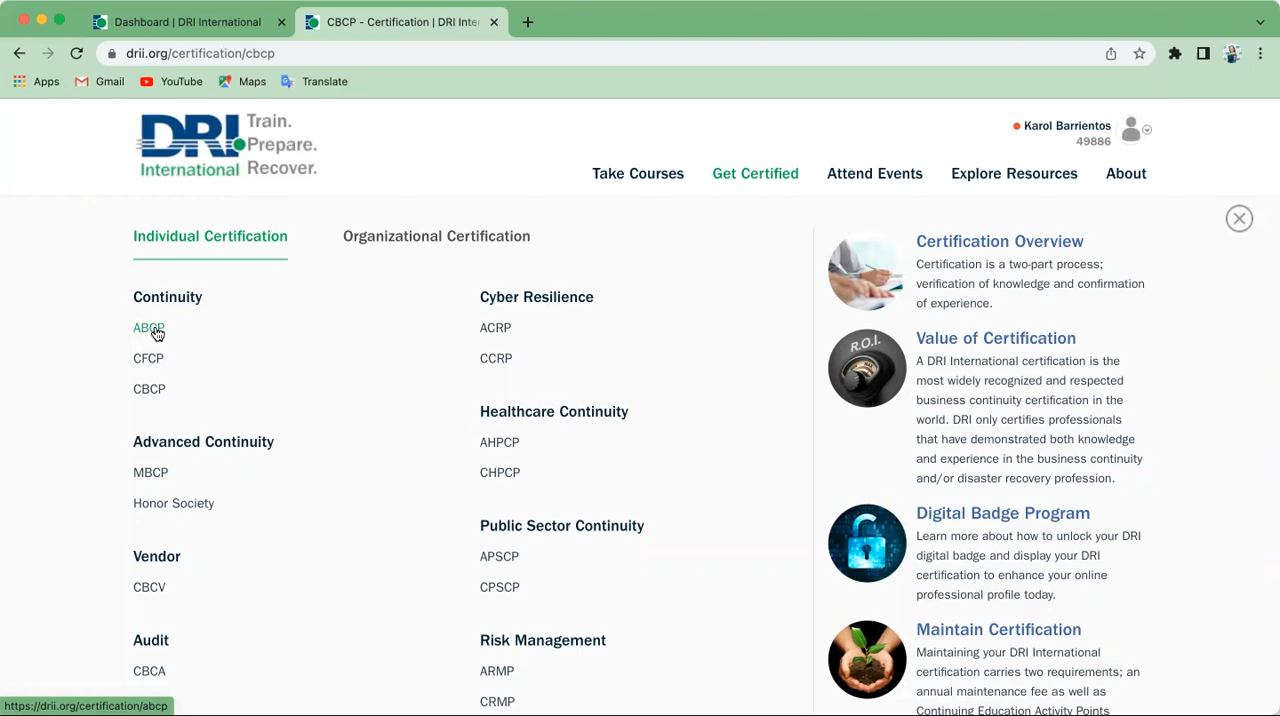 Dashboard | DRI International
CBCP - Certification | DRI Inte
drii.org/certification/cbcp
Apps Gmail YouTube Maps Translate
DRI International
Train.
Prepare.
Recover.
Karol Barrientos
49886
Take Courses Get Certified Attend Events Explore Resources About
Individual Certification Organizational Certification
Continuity
ABCP
CFCP
CBCP
Advanced Continuity
MBCP
Honor Society
Vendor
CBCV
Audit
CBCA
Cyber Resilience
ACRP
CCRP
Healthcare Continuity
AHPCP
CHPCP
Public Sector Continuity
APSCP
CPSCP
Risk Management
ARMP
CRMP
Certification Overview
Certification is a two-part process;
verification of knowledge and confirmation
of experience.
R.O.I.
Value of Certification
A DRI International certification is the
most widely recognized and respected
business continuity certification in the
world. DRI only certifies professionals
that have demonstrated both knowledge
and experience in the business continuity
and/or disaster recovery profession.
Digital Badge Program
Learn more about how to unlock your DRI
digital badge and display your DRI
certification to enhance your online
professional profile today.
Maintain Certification
Maintaining your DRI International
certification carries two requirements; an
annual maintenance fee as well as
Continuing Education Activity Points
https://drii.org/certification/abcp